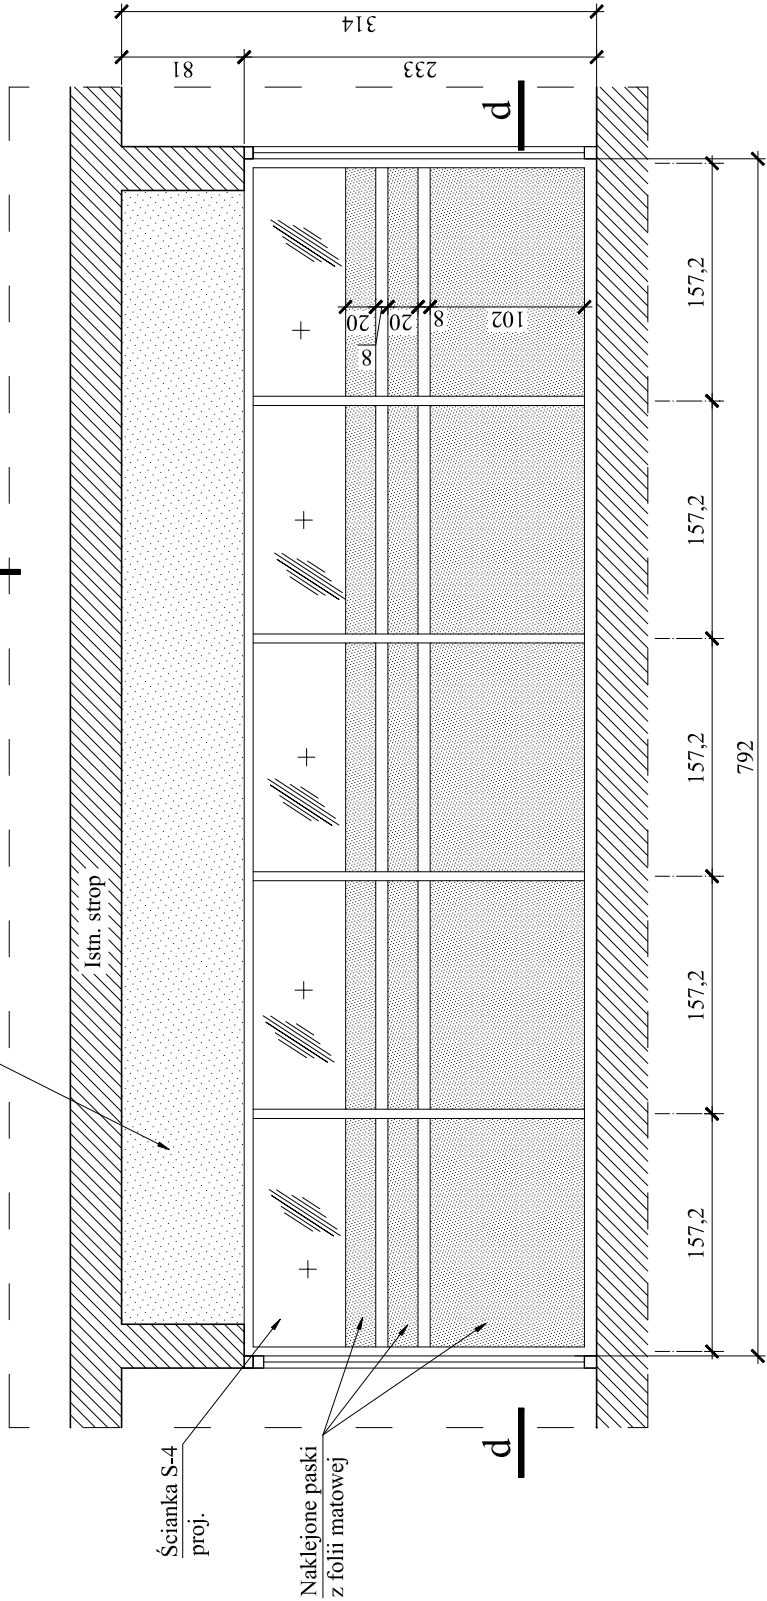 314
81
233
d
Istn. strop
20
8
20
8
102
157,2
157,2
157,2
157,2
157,2
792
Ścianka S-4
proj.
Naklejone paski
z folii matowej
d